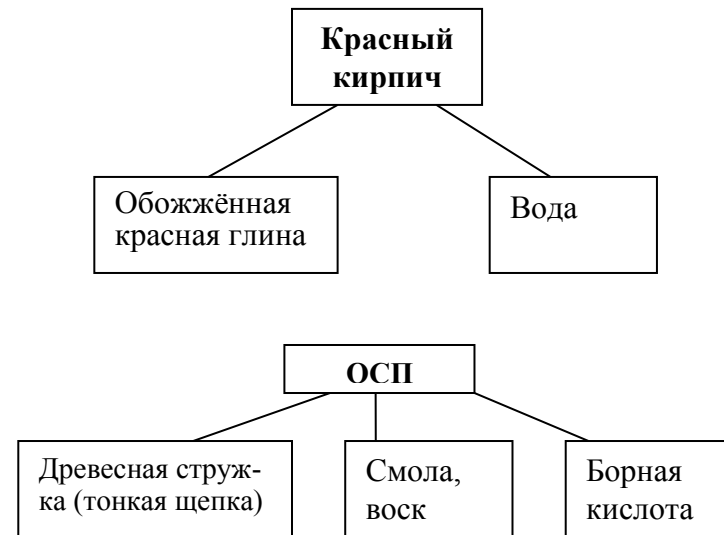 Красный
кирпич
Обожжённая
красная глина
Вода
ОСП
Древесная струж-
ка (тонкая щепка)
Смола,
воск
Борная
кислота